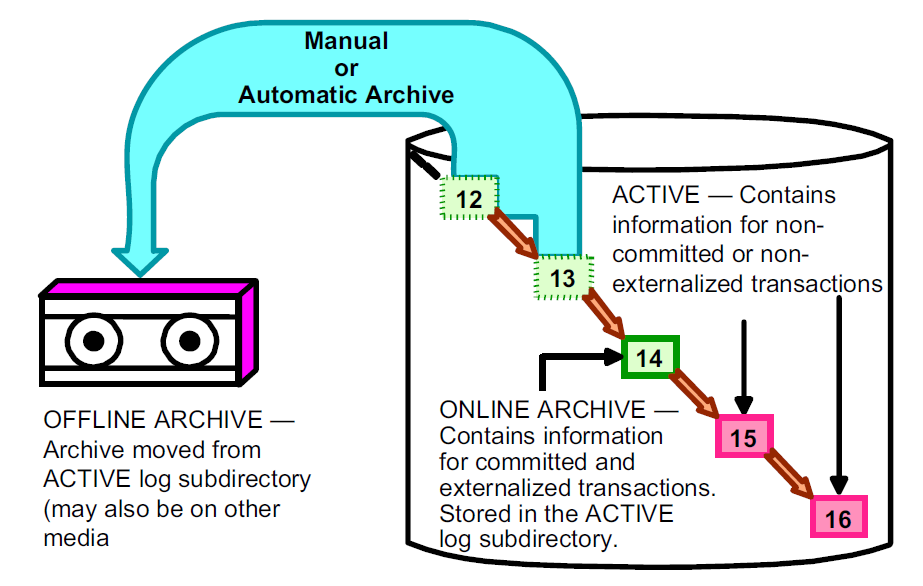 Manual
or
Automatic Archive
12
ACTIVE — Contains
information for non-
committed or non-
externalized transactions
13
14
15
16
OFFLINE ARCHIVE —
Archive moved from
ACTIVE log subdirectory
(may also be on other
media
ONLINE ARCHIVE —
Contains information
for committed and
externalized transactions.
Stored in the ACTIVE
log subdirectory.